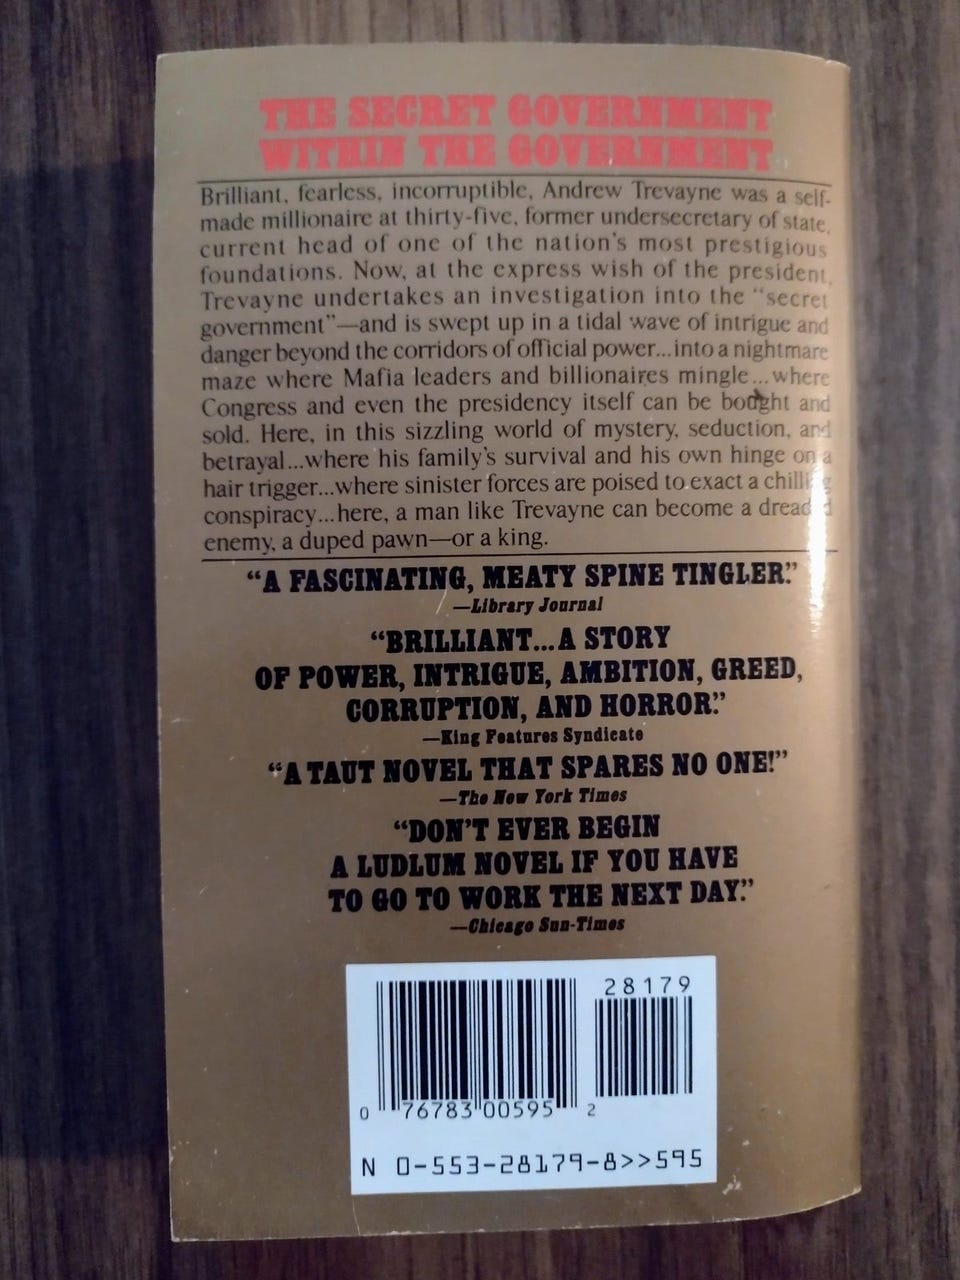 THE SECRET GOVERNMENT
WITHIN THE GOVERNMENT
Brilliant, fearless, incorruptible, Andrew Trevayne was a self-
made millionaire at thirty-five, former undersecretary of state,
current head of one of the nation's most prestigious
foundations. Now, at the express wish of the president,
Trevayne undertakes an investigation into the "secret
government"—and is swept up in a tidal wave of intrigue and
danger beyond the corridors of official power...into a nightmare
maze where Mafia leaders and billionaires mingle...where
Congress and even the presidency itself can be bought and
sold. Here, in this sizzling world of mystery, seduction, and
betrayal...where his family's survival and his own hinge on a
hair trigger...where sinister forces are poised to exact a chilling
conspiracy...here, a man like Trevayne can become a dreaded
enemy, a duped pawn—or a king.
"A FASCINATING, MEATY SPINE TINGLER."
—Library Journal
"BRILLIANT...A STORY
OF POWER, INTRIGUE, AMBITION, GREED,
CORRUPTION, AND HORROR."
—King Features Syndicate
"A TAUT NOVEL THAT SPARES NO ONE!"
—The New York Times
"DON'T EVER BEGIN
A LUDLUM NOVEL IF YOU HAVE
TO GO TO WORK THE NEXT DAY."
—Chicago Sun-Times
28179
0 76783 00595 2
N 0-553-28179-8>>595